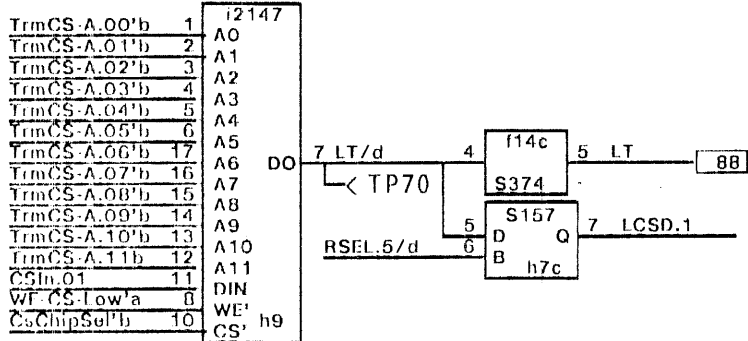 i2147
TrmCS-A.00'b 1 A0
TrmCS-A.01'b 2 A1
TrmCS-A.02'b 3 A2
TrmCS-A.03'b 4 A3
TrmCS-A.04'b 5 A4
TrmCS-A.05'b 6 A5
TrmCS-A.06'b 17 A6
TrmCS-A.07'b 16 A7
TrmCS-A.08'b 15 A8
TrmCS-A.09'b 14 A9
TrmCS-A.10'b 13 A10
TrmCS-A.11b 12 A11
CSIn.01 11 DIN
WE-CS-Low'a 8 WE'
CsChipSel'b 10 CS'
h9
DO 7 LT/d
< TP70
4 f14c 5 LT 88
S374
S157
5 D Q 7 LCSD.1
RSEL.5/d 6 B
h7c